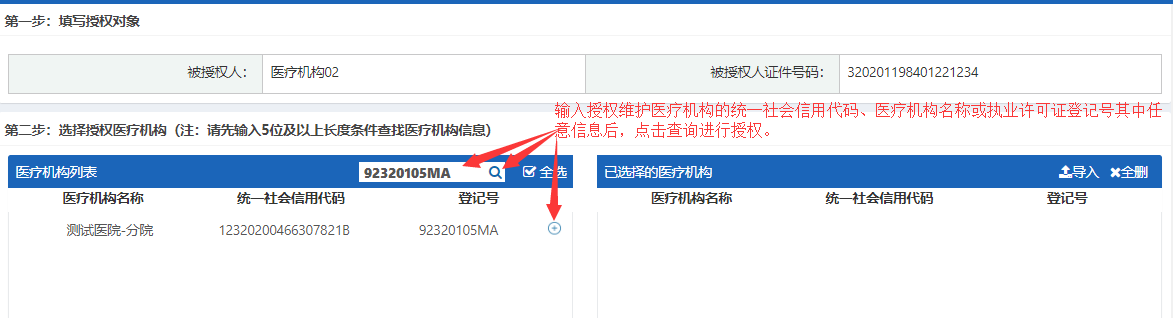 第一步：填写授权对象
被授权人： 医疗机构02 被授权人证件号码： 320201198401221234
输入授权维护医疗机构的统一社会信用代码、医疗机构名称或执业许可证登记号其中任
意信息后，点击查询进行授权。
第二步：选择授权医疗机构（注：请先输入5位及以上长度条件查找医疗机构信息）
医疗机构列表 92320105MA 全选 已选择的医疗机构 导入 全删
医疗机构名称 统一社会信用代码 登记号 医疗机构名称 统一社会信用代码 登记号
测试医院-分院 12320200466307821B 92320105MA